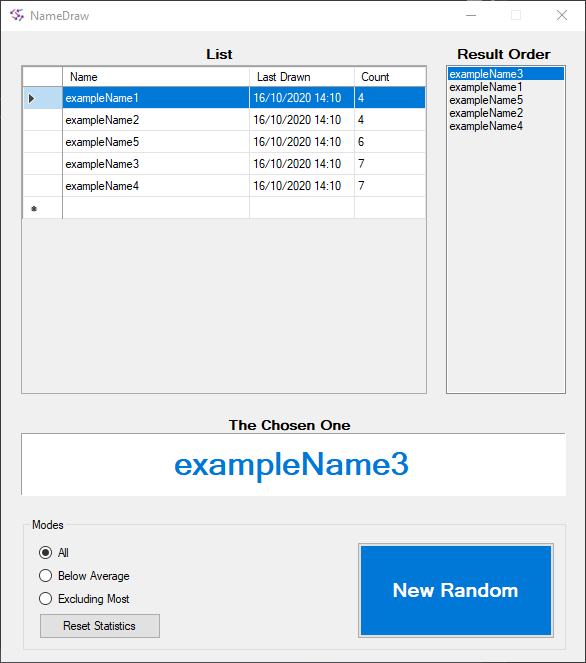 NameDraw
List
Name Last Drawn Count
exampleName1 16/10/2020 14:10 4
exampleName2 16/10/2020 14:10 4
exampleName5 16/10/2020 14:10 6
exampleName3 16/10/2020 14:10 7
exampleName4 16/10/2020 14:10 7
Result Order
exampleName3
exampleName1
exampleName5
exampleName2
exampleName4
The Chosen One
exampleName3
Modes
All
Below Average
Excluding Most
Reset Statistics
New Random